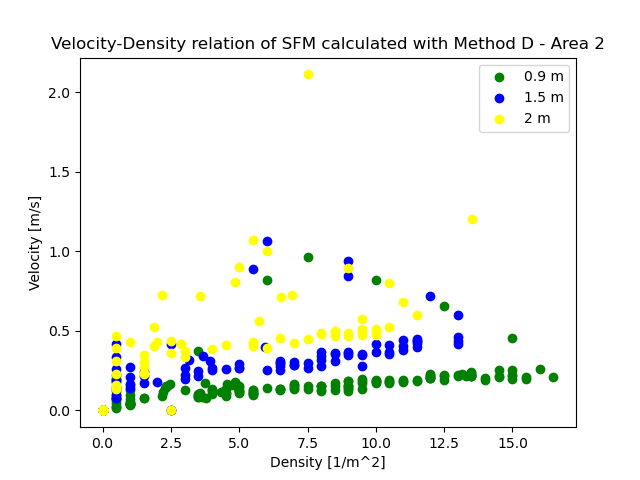 Velocity-Density relation of SFM calculated with Method D - Area 2
0.9 m
1.5 m
2 m
Velocity [m/s]
2.0
1.5
1.0
0.5
0.0
0.0 2.5 5.0 7.5 10.0 12.5 15.0
Density [1/m^2]